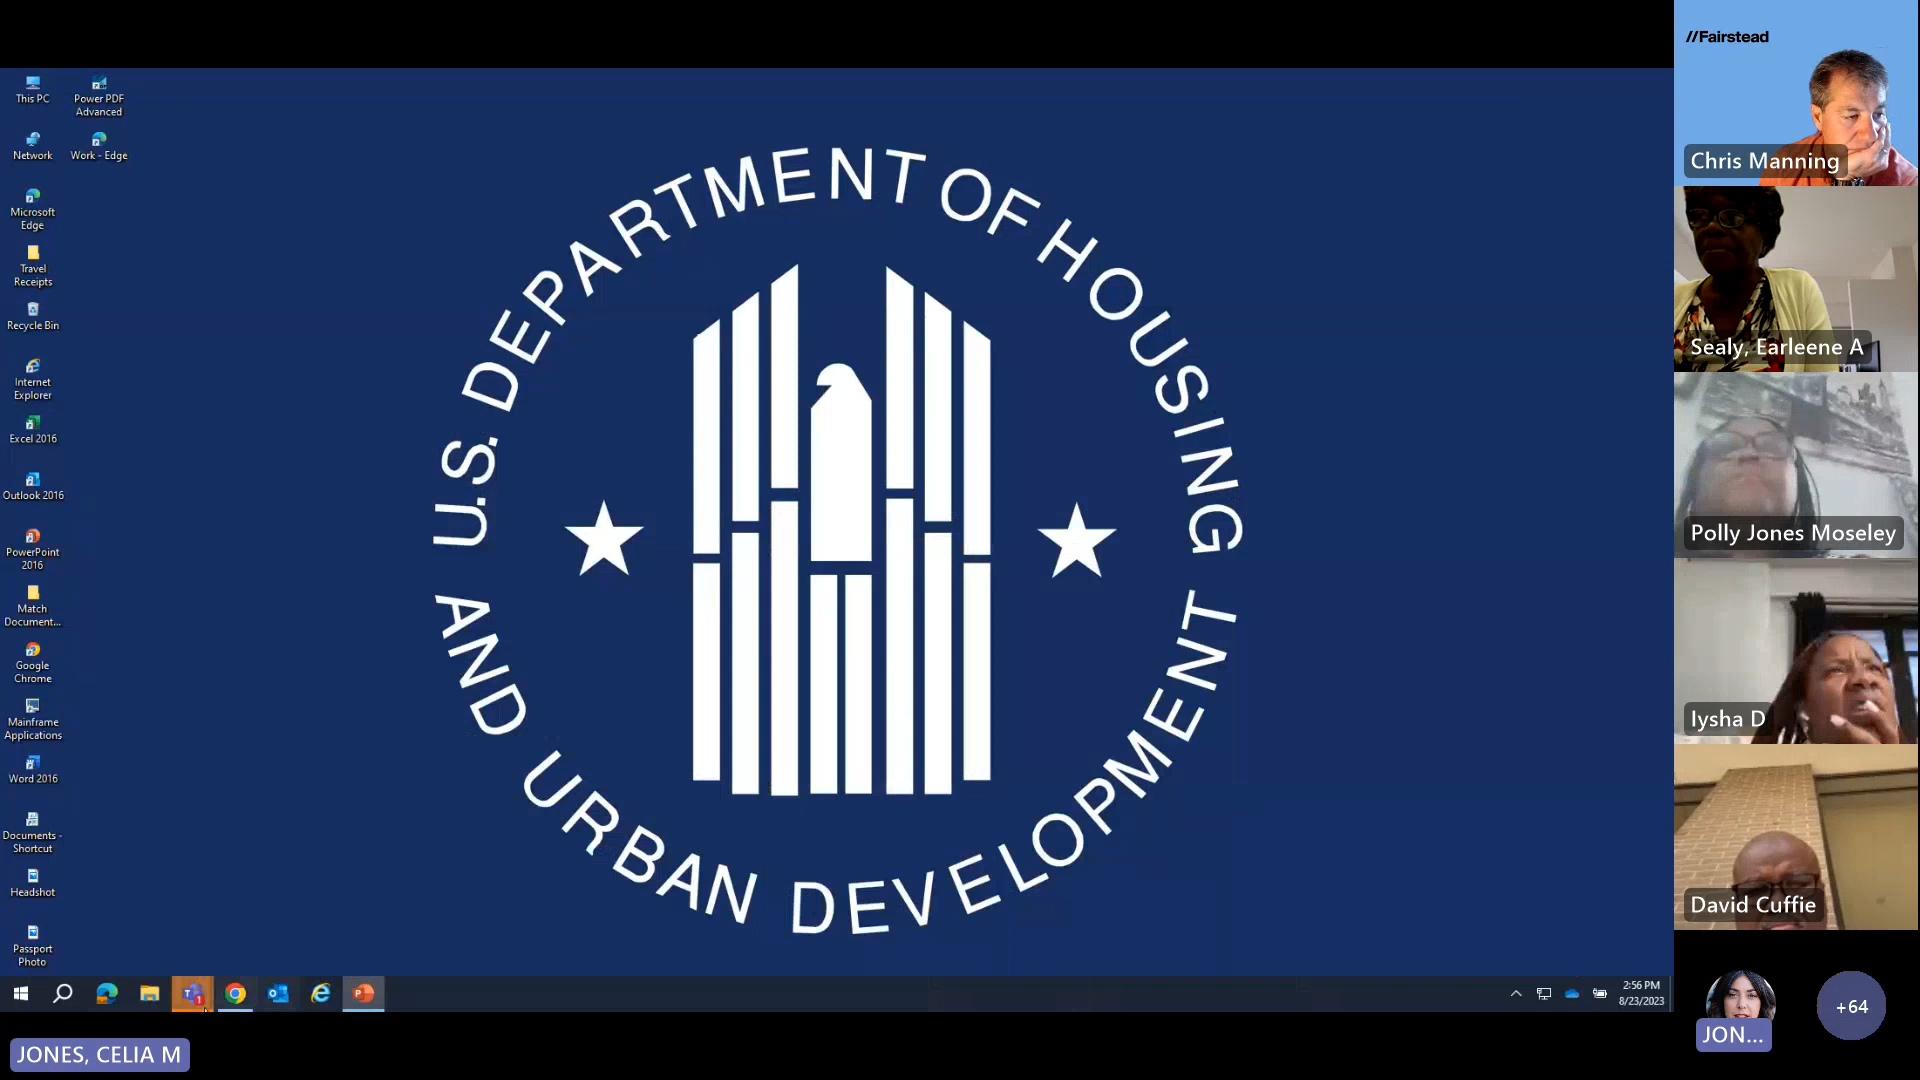 //Fairstead
Chris Manning
Sealy, Earleene A
Polly Jones Moseley
Iysha D
David Cuffie
JON...
+64
This PC
Power PDF
Advanced
Network
Work - Edge
Microsoft
Edge
Travel
Receipts
Recycle Bin
Internet
Explorer
Excel 2016
Outlook 2016
PowerPoint
2016
Match
Document...
Google
Chrome
Mainframe
Applications
Word 2016
Documents -
Shortcut
Headshot
Passport
Photo
U.S. DEPARTMENT OF HOUSING
AND URBAN DEVELOPMENT
1
2:56 PM
8/23/2023
JONES, CELIA M